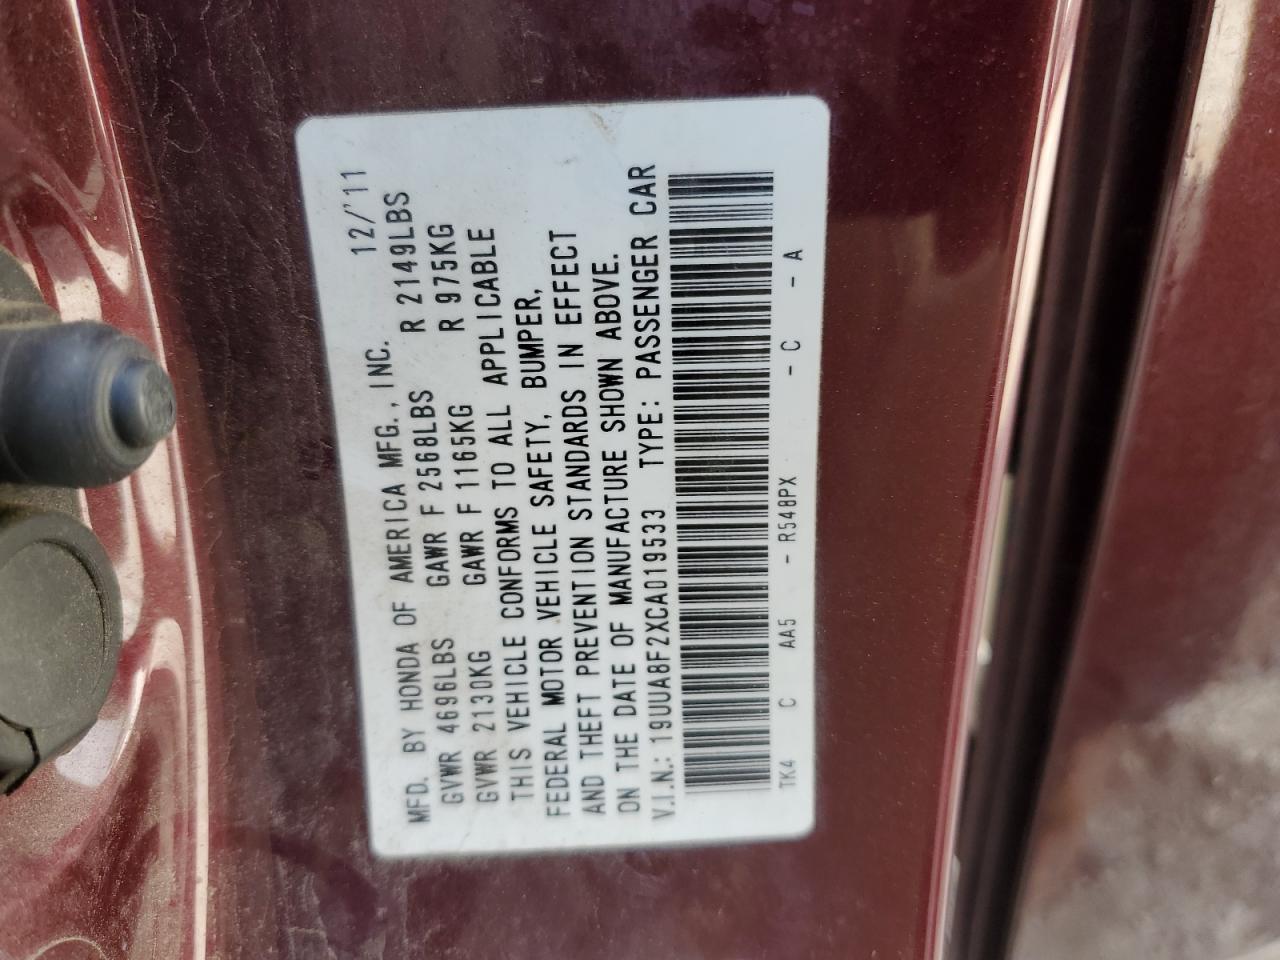 MFD. BY HONDA OF AMERICA MFG., INC. 12/'11
GVWR 4696LBS GAWR F 2568LBS R 2149LBS
GVWR 2130KG GAWR F 1165KG R 975KG
THIS VEHICLE CONFORMS TO ALL APPLICABLE
FEDERAL MOTOR VEHICLE SAFETY, BUMPER,
AND THEFT PREVENTION STANDARDS IN EFFECT
ON THE DATE OF MANUFACTURE SHOWN ABOVE.
V.I.N.: 19UUA8F2XCA019533 TYPE: PASSENGER CAR
TK4 C AA5 - R548PX - C - A